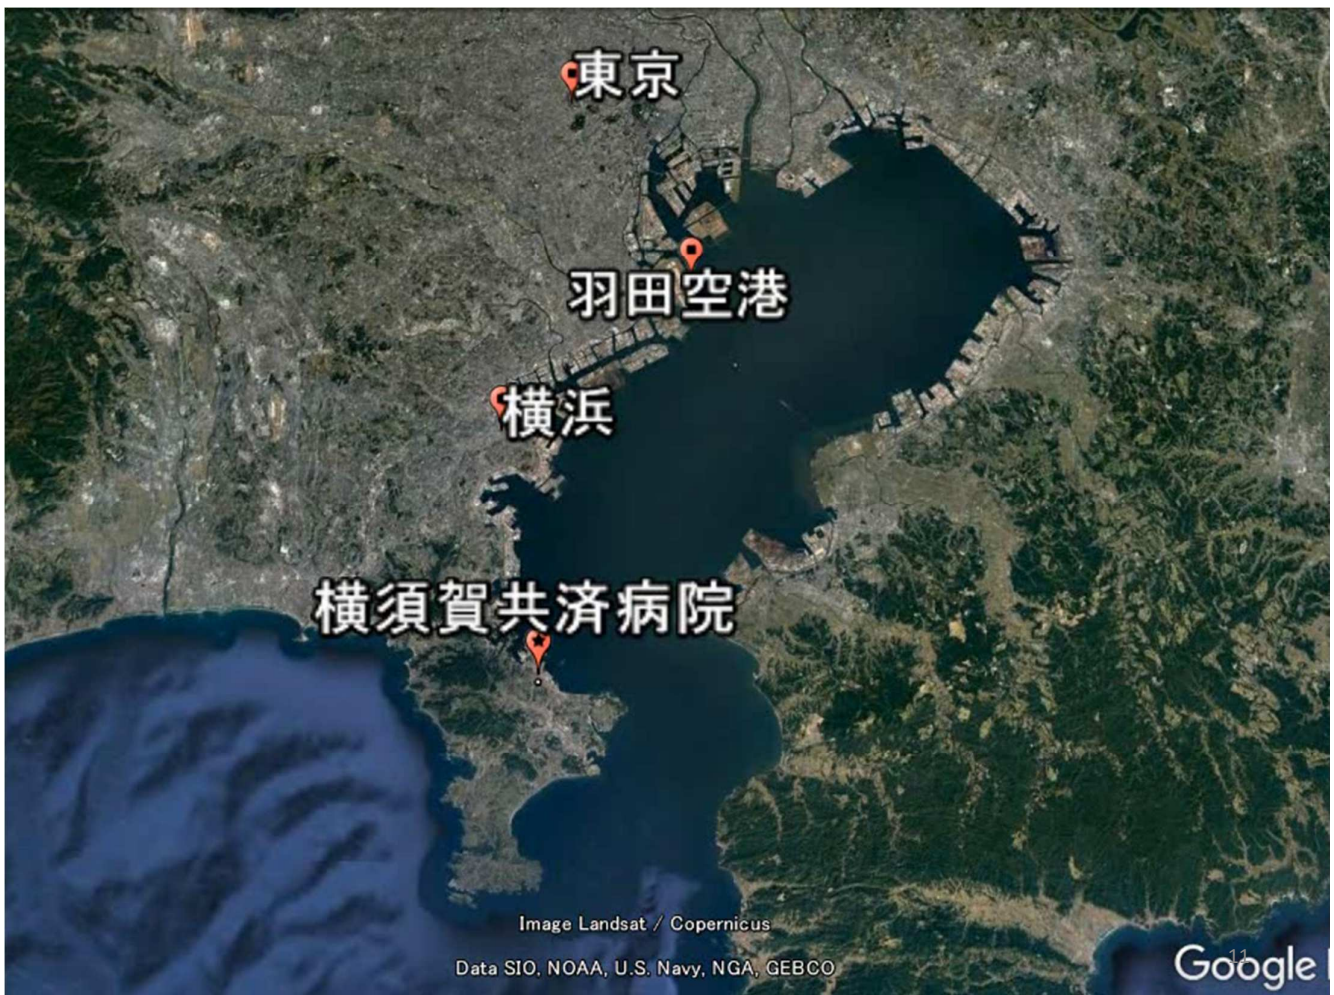 東京
羽田空港
横浜
横須賀共済病院
Image Landsat / Copernicus
Data SIO, NOAA, U.S. Navy, NGA, GEBCO
Google
11